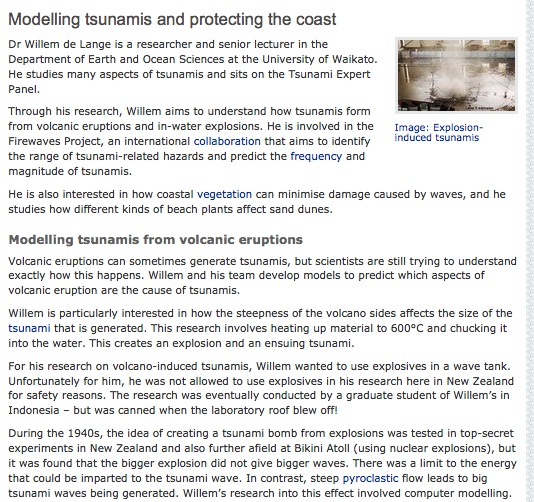 Modelling tsunamis and protecting the coast
Dr Willem de Lange is a researcher and senior lecturer in the
Department of Earth and Ocean Sciences at the University of Waikato.
He studies many aspects of tsunamis and sits on the Tsunami Expert
Panel.
Image: Explosion-
induced tsunamis
Through his research, Willem aims to understand how tsunamis form
from volcanic eruptions and in-water explosions. He is involved in the
Firewaves Project, an international collaboration that aims to identify
the range of tsunami-related hazards and predict the frequency and
magnitude of tsunamis.
He is also interested in how coastal vegetation can minimise damage caused by waves, and he
studies how different kinds of beach plants affect sand dunes.
Modelling tsunamis from volcanic eruptions
Volcanic eruptions can sometimes generate tsunamis, but scientists are still trying to understand
exactly how this happens. Willem and his team develop models to predict which aspects of
volcanic eruption are the cause of tsunamis.
Willem is particularly interested in how the steepness of the volcano sides affects the size of the
tsunami that is generated. This research involves heating up material to 600°C and chucking it
into the water. This creates an explosion and an ensuing tsunami.
For his research on volcano-induced tsunamis, Willem wanted to use explosives in a wave tank.
Unfortunately for him, he was not allowed to use explosives in his research here in New Zealand
for safety reasons. The research was eventually conducted by a graduate student of Willem's in
Indonesia – but was canned when the laboratory roof blew off!
During the 1940s, the idea of creating a tsunami bomb from explosions was tested in top-secret
experiments in New Zealand and also further afield at Bikini Atoll (using nuclear explosions), but
it was found that the bigger explosion did not give bigger waves. There was a limit to the energy
that could be imparted to the tsunami wave. In contrast, steep pyroclastic flow leads to big
tsunami waves being generated. Willem's research into this effect involved computer modelling.